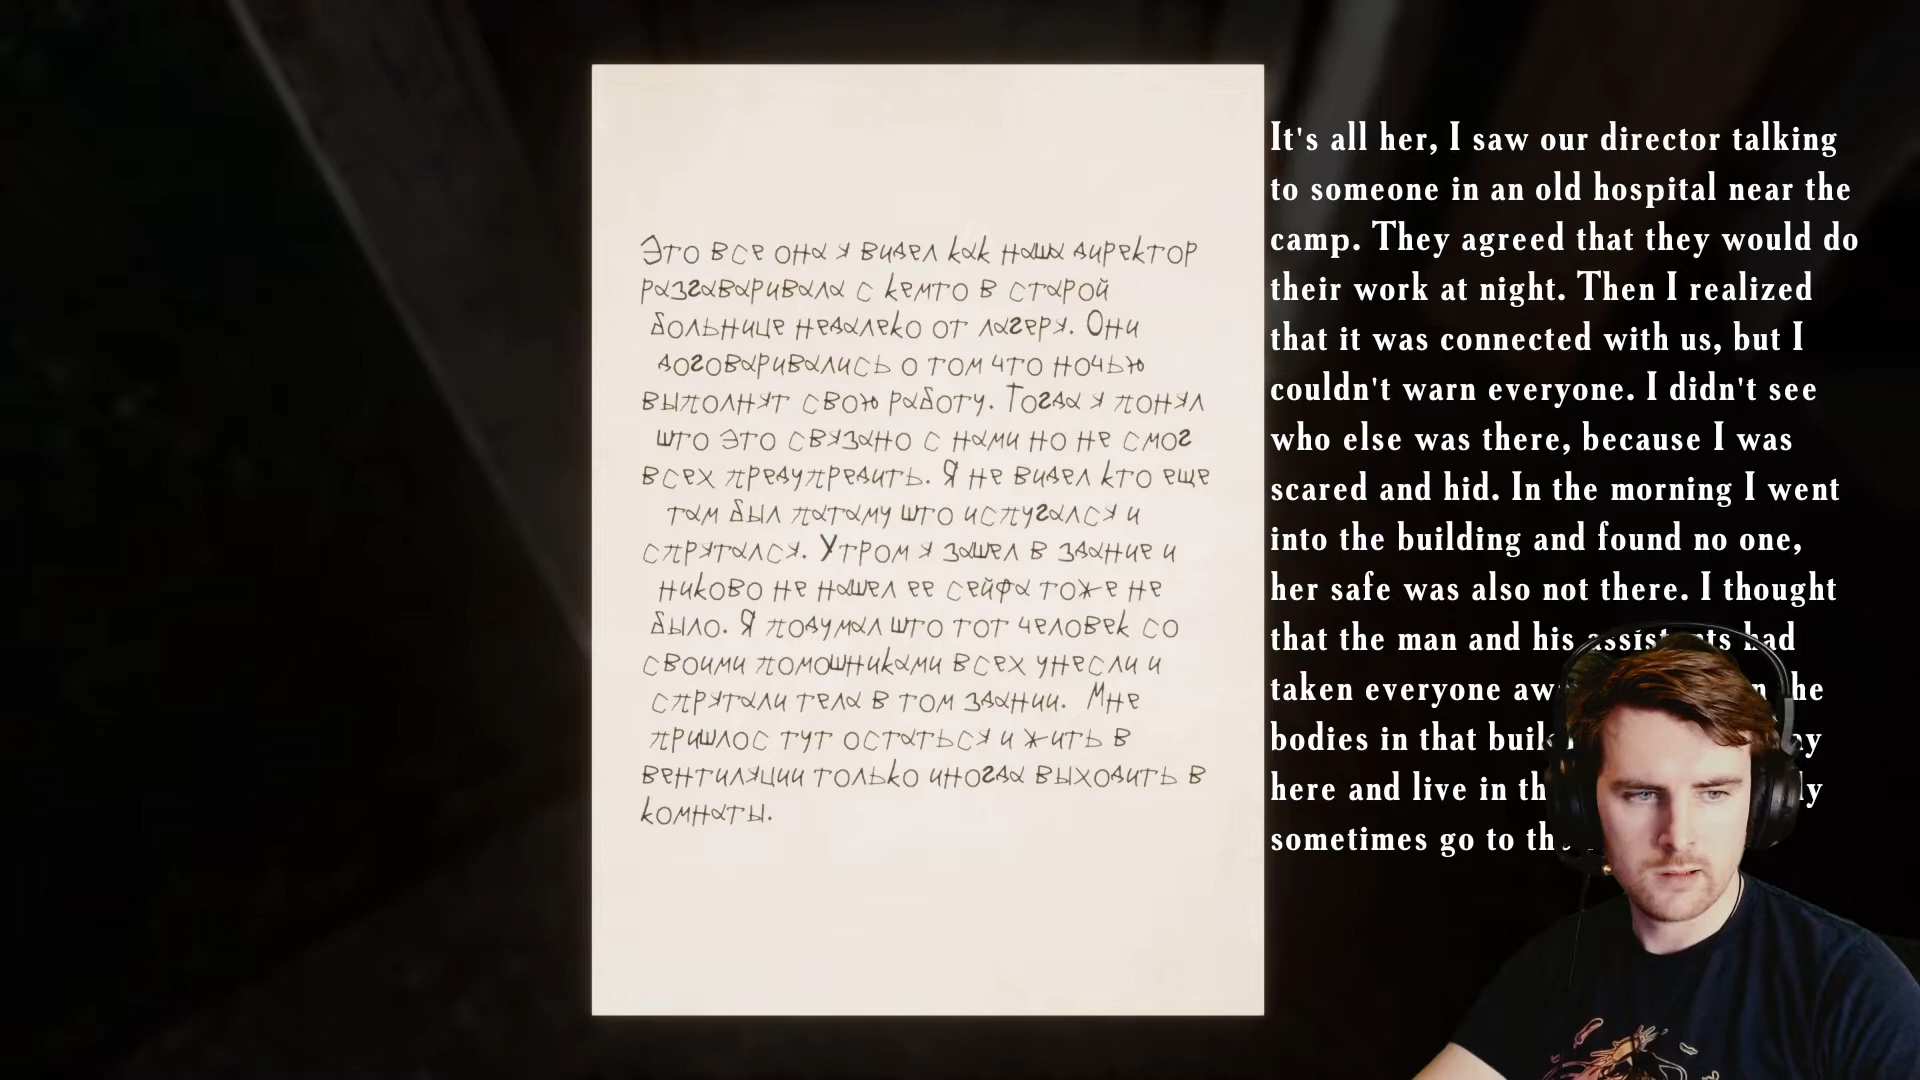 Это все она я видел как наша директор
разгаваривала с кемто в старой
больнице недалеко от лагеря. Они
договаривались о том что ночью
выполнят свою работу. Тогда я понял
што это связано с нами но не смог
всех предупредить. Я не видел кто еще
там был патаму што испугался и
спрятался. Утром я зашел в здание и
никово не нашел ее сейфа тоже не
было. Я подумал што тот человек со
своими помошниками всех унесли и
спрятали тела в том здании. Мне
пришлос тут остаться и жить в
вентиляции только иногда выходить в
комнаты.
It's all her, I saw our director talking
to someone in an old hospital near the
camp. They agreed that they would do
their work at night. Then I realized
that it was connected with us, but I
couldn't warn everyone. I didn't see
who else was there, because I was
scared and hid. In the morning I went
into the building and found no one,
her safe was also not there. I thought
that the man and his had
taken everyone
bodies in that
here and live in
sometimes go to